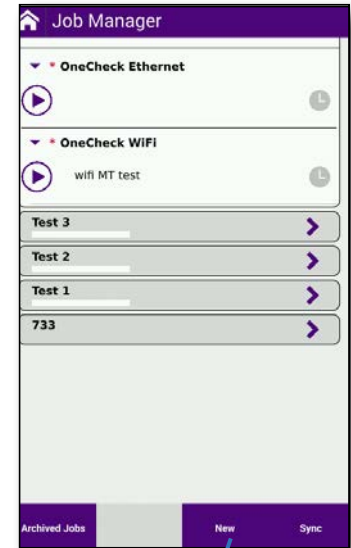 Job Manager
* OneCheck Ethernet
* OneCheck WiFi
wifi MT test
Test 3
Test 2
Test 1
733
Archived Jobs New Sync